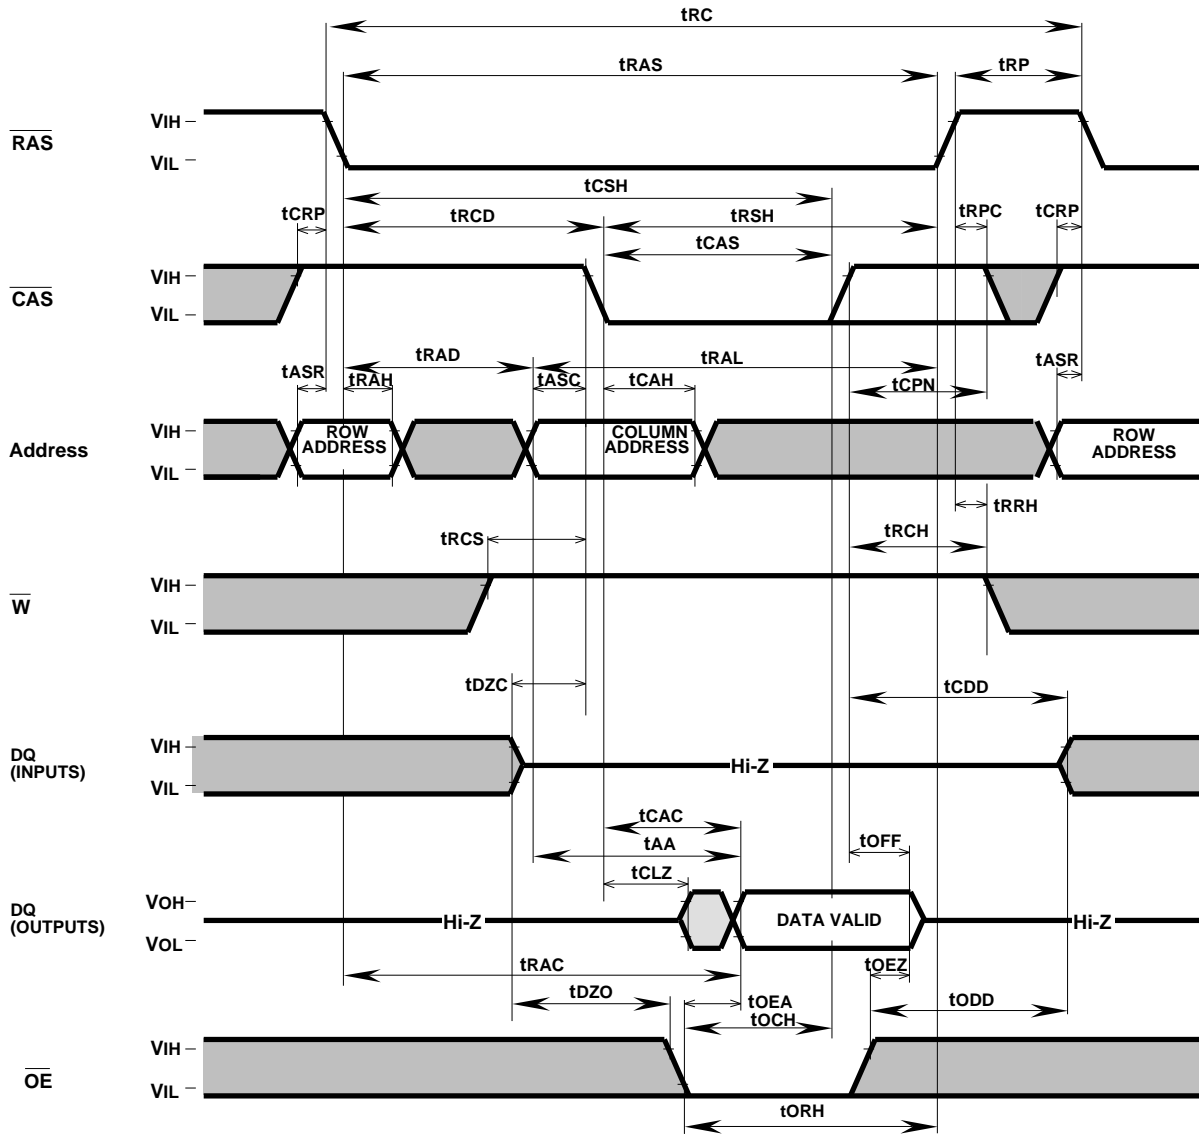 tRC
tRAS
tRP
RAS
VIH
VIL
tCSH
tCRP
tRCD
tRSH
tRPC
tCRP
tCAS
CAS
VIH
VIL
tRAD
tRAL
tASR
tRAH
tASC
tCAH
tCPN
tASR
Address
VIH
VIL
ROW
ADDRESS
COLUMN
ADDRESS
ROW
ADDRESS
tRRH
tRCS
tRCH
W
VIH
VIL
tDZC
tCDD
DQ
(INPUTS)
VIH
VIL
Hi-Z
tCAC
tAA
tOFF
tCLZ
DQ
(OUTPUTS)
VOH
VOL
Hi-Z
DATA VALID
Hi-Z
tRAC
tOEZ
tDZO
tOEA
tODD
tOCH
OE
VIH
VIL
tORH